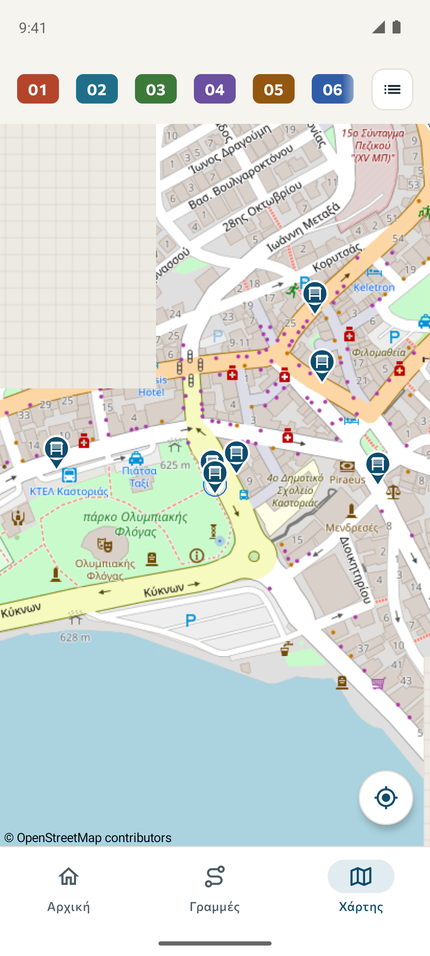 9:41
01 02 03 04 05 06
15ο Σύνταγμα
Πεζικού
"(XV ΜΠ)"
Ίωνος Δραγούμη
Βασ. Βουλγαροκτόνου
28ης Οκτωβρίου
Ιωάννη Μεταξά
Κορυτσάς
Keletron
P
P
P
Φιλομαθεία
Hotel
ΚΤΕΛ Καστοριάς
Πιάτσα
Ταξί
625 m
4ο Δημοτικό
Σχολείο
Καστοριάς
Piraeus
Μενδρεσές
πάρκο Ολυμπιακής
Φλόγας
Ολυμπιακής
Φλόγας
Διοικητηρίου
Κύκνων
Κύκνων
P
628 m
© OpenStreetMap contributors
Αρχική
Γραμμές
Χάρτης